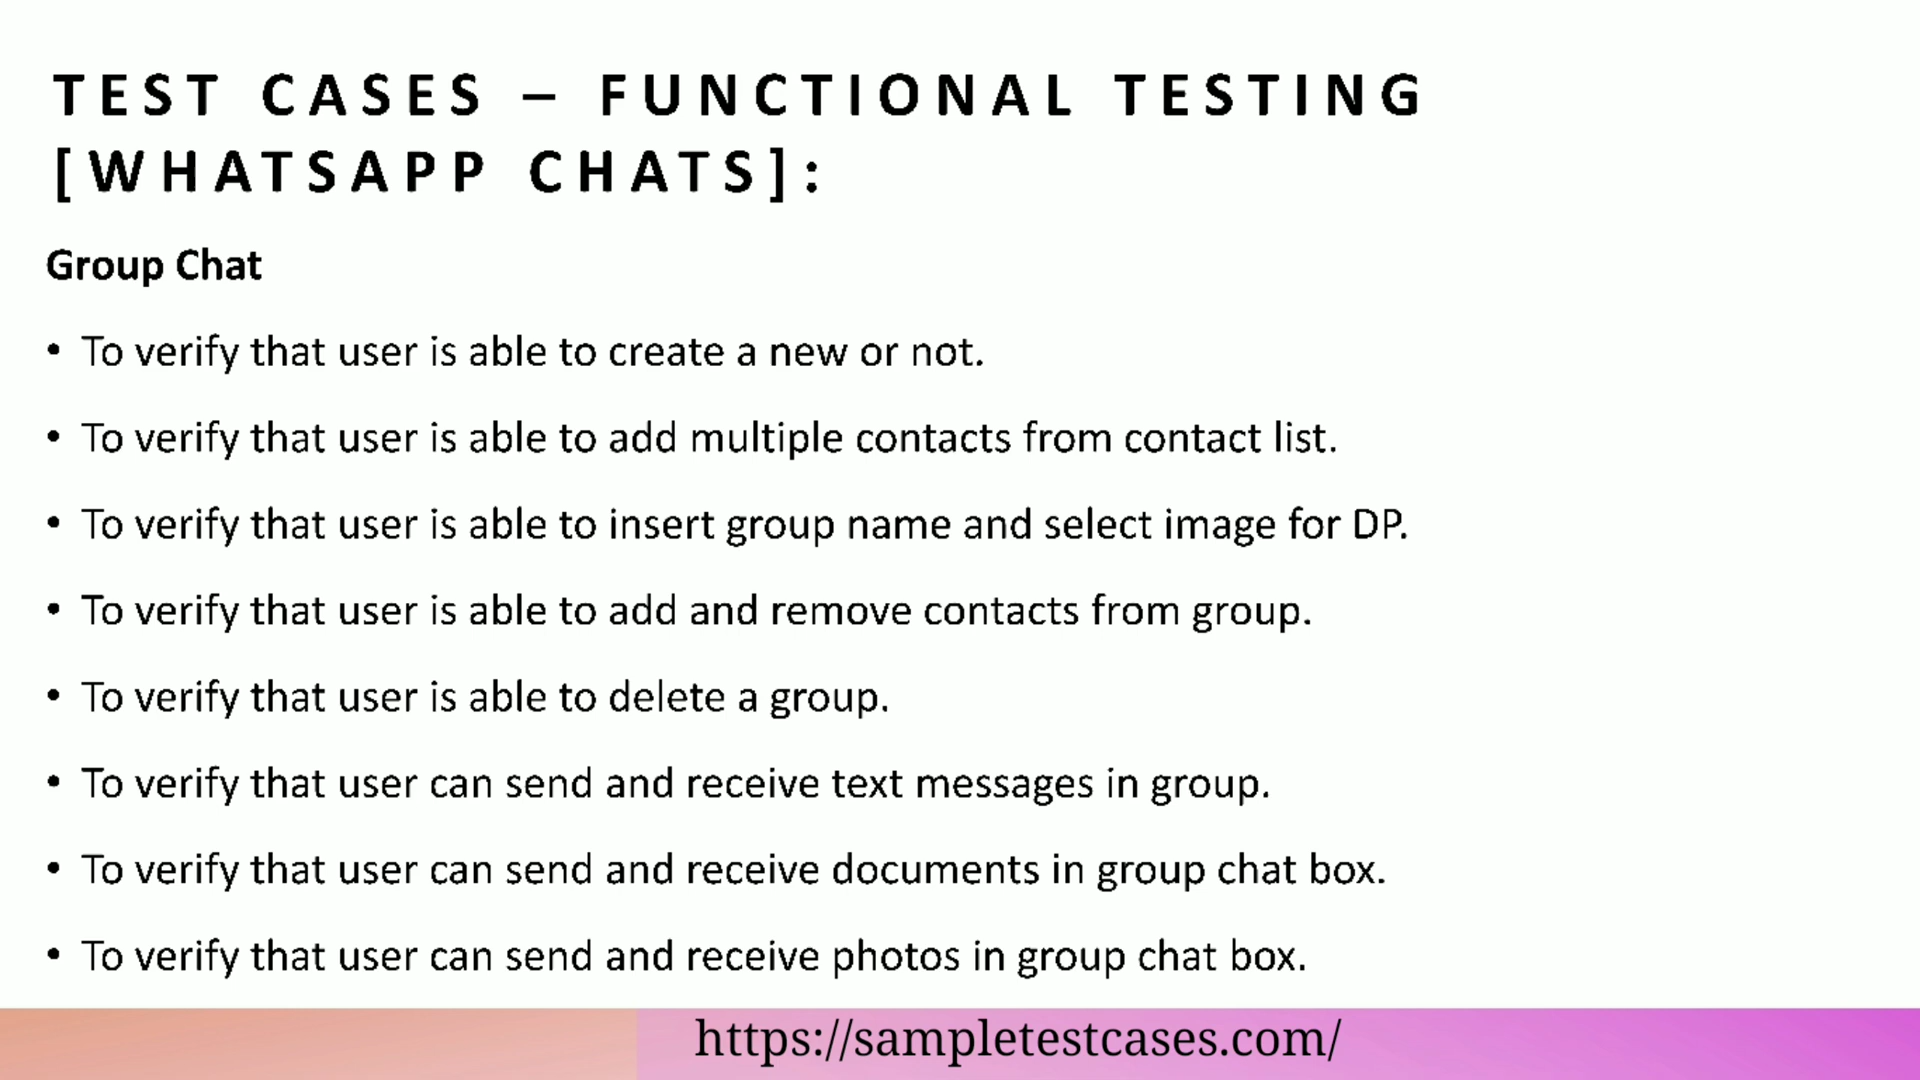 TEST CASES – FUNCTIONAL TESTING
[WHATSAPP CHATS]:
Group Chat
• To verify that user is able to create a new or not.
• To verify that user is able to add multiple contacts from contact list.
• To verify that user is able to insert group name and select image for DP.
• To verify that user is able to add and remove contacts from group.
• To verify that user is able to delete a group.
• To verify that user can send and receive text messages in group.
• To verify that user can send and receive documents in group chat box.
• To verify that user can send and receive photos in group chat box.
https://sampletestcases.com/